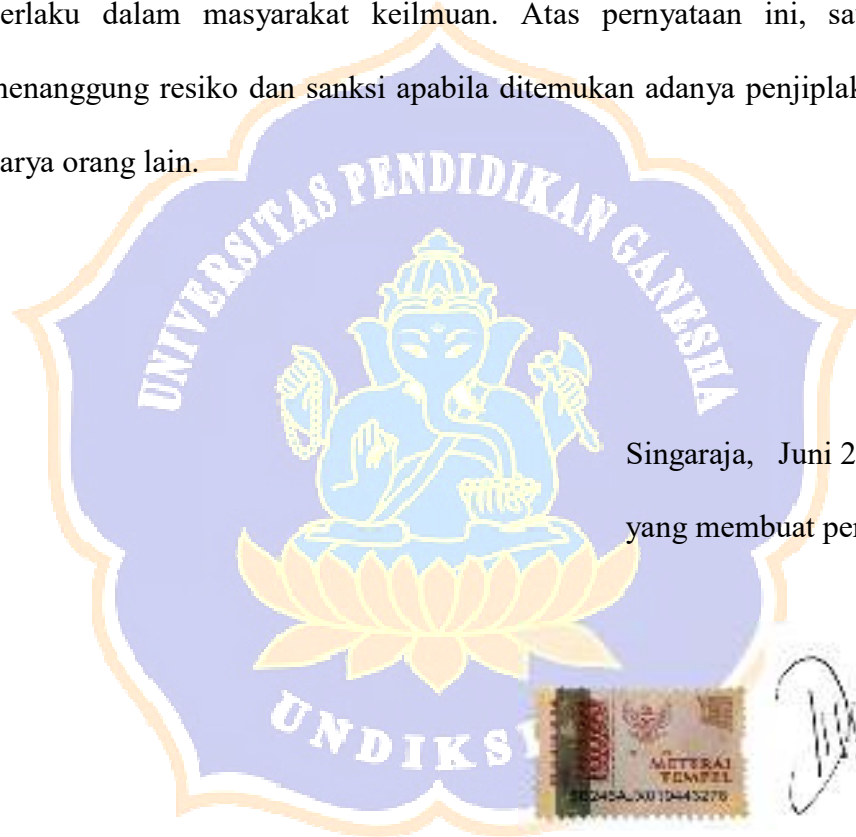 erlaku dalam masyarakat keilmuan. Atas pernyataan ini, sa
nenanggung resiko dan sanksi apabila ditemukan adanya penjiplak
arya orang lain.
UNIVERSITAS PENDIDIKAN GANESHA
Singaraja, Juni 2
yang membuat per
UNDIKS
METERAI
TEMPEL